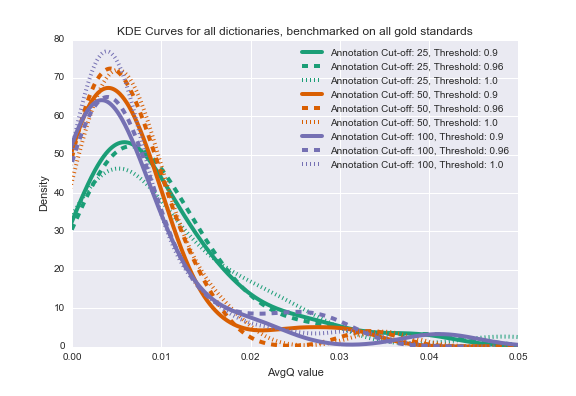 KDE Curves for all dictionaries, benchmarked on all gold standards
80
70
60
50
40
30
20
10
0
Density
Annotation Cut-off: 25, Threshold: 0.9
Annotation Cut-off: 25, Threshold: 0.96
Annotation Cut-off: 25, Threshold: 1.0
Annotation Cut-off: 50, Threshold: 0.9
Annotation Cut-off: 50, Threshold: 0.96
Annotation Cut-off: 50, Threshold: 1.0
Annotation Cut-off: 100, Threshold: 0.9
Annotation Cut-off: 100, Threshold: 0.96
Annotation Cut-off: 100, Threshold: 1.0
0.00 0.01 0.02 0.03 0.04 0.05
AvgQ value